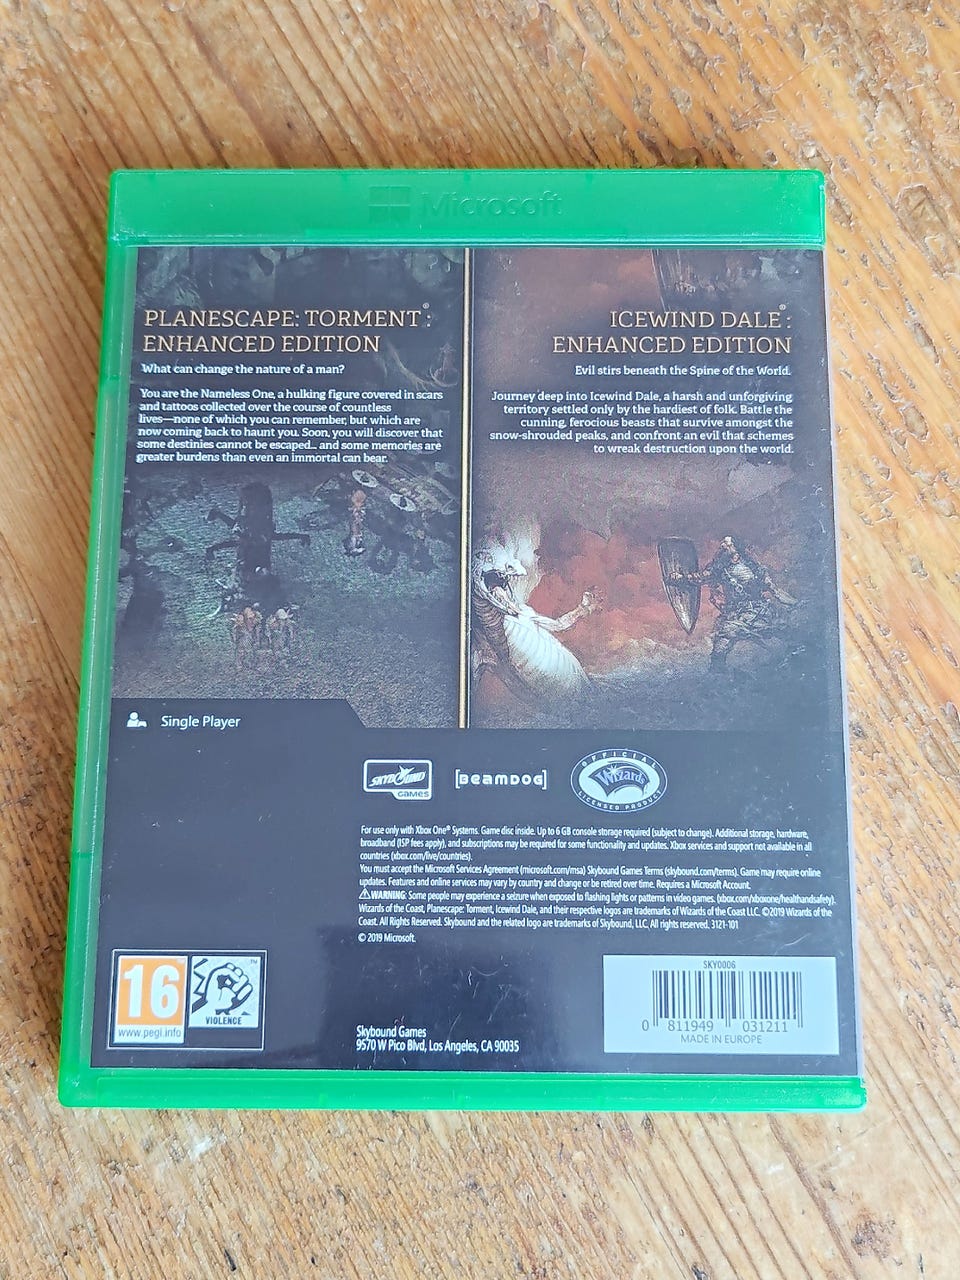 Microsoft
PLANESCAPE: TORMENT®:
ENHANCED EDITION
What can change the nature of a man?
You are the Nameless One, a hulking figure covered in scars
and tattoos collected over the course of countless
lives—none of which you can remember, but which are
now coming back to haunt you. Soon, you will discover that
some destinies cannot be escaped... and some memories are
greater burdens than even an immortal can bear.
ICEWIND DALE®:
ENHANCED EDITION
Evil stirs beneath the Spine of the World.
Journey deep into Icewind Dale, a harsh and unforgiving
territory settled only by the hardiest of folk. Battle the
cunning, ferocious beasts that survive amongst the
snow-shrouded peaks, and confront an evil that schemes
to wreak destruction upon the world.
Single Player
SKYBOUND
GAMES
[BEAMDOG]
OFFICIAL
Wizards
LICENSED PRODUCT
For use only with Xbox One® Systems. Game disc inside. Up to 6 GB console storage required (subject to change). Additional storage, hardware,
broadband (ISP fees apply), and subscriptions may be required for some functionality and updates. Xbox services and support not available in all
countries (xbox.com/live/countries).
You must accept the Microsoft Services Agreement (microsoft.com/msa) Skybound Games Terms (skybound.com/terms). Game may require online
updates. Features and online services may vary by country and change or be retired over time. Requires a Microsoft Account.
⚠WARNING: Some people may experience a seizure when exposed to flashing lights or patterns in video games. (xbox.com/xboxone/healthandsafety).
Wizards of the Coast, Planescape: Torment, Icewind Dale, and their respective logos are trademarks of Wizards of the Coast LLC. ©2019 Wizards of the
Coast. All Rights Reserved. Skybound and the related logo are trademarks of Skybound, LLC, All rights reserved. 3121-101
© 2019 Microsoft.
16
www.pegi.info
VIOLENCE
™
Skybound Games
9570 W Pico Blvd, Los Angeles, CA 90035
SKY0006
0 811949 031211
MADE IN EUROPE